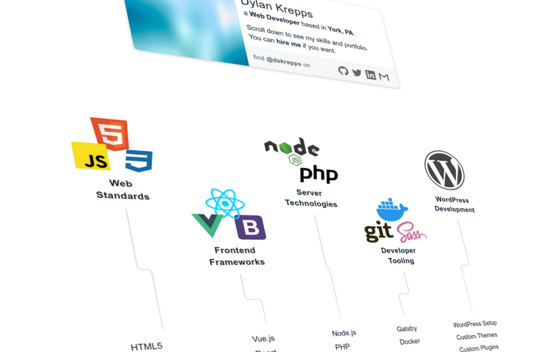 Dylan Krepps
a Web Developer based in York, PA.
Scroll down to see my skills and portfolio.
You can hire me if you want.
find @dskrepps on
JS
node
JS
php
Web
Standards
Server
Technologies
WordPress
Development
B
git
Sass
Frontend
Frameworks
Developer
Tooling
HTML5
Vue.js
Node.js
PHP
Gatsby
Docker
WordPress Setup
Custom Themes
Custom Plugins